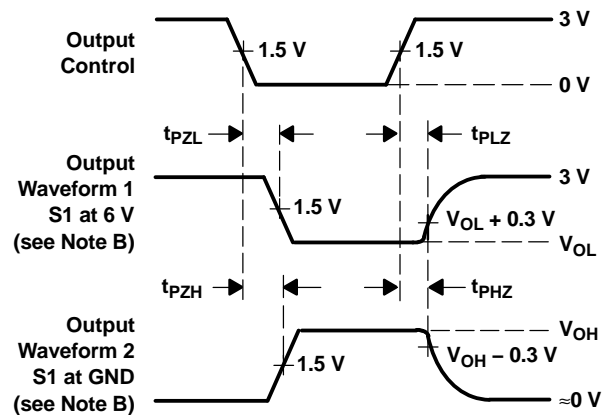 3 V
Output
Control
1.5 V
1.5 V
0 V
tPZL
tPLZ
Output
Waveform 1
S1 at 6 V
(see Note B)
3 V
1.5 V
VOL + 0.3 V
VOL
tPZH
tPHZ
Output
Waveform 2
S1 at GND
(see Note B)
VOH
1.5 V
VOH − 0.3 V
≈0 V